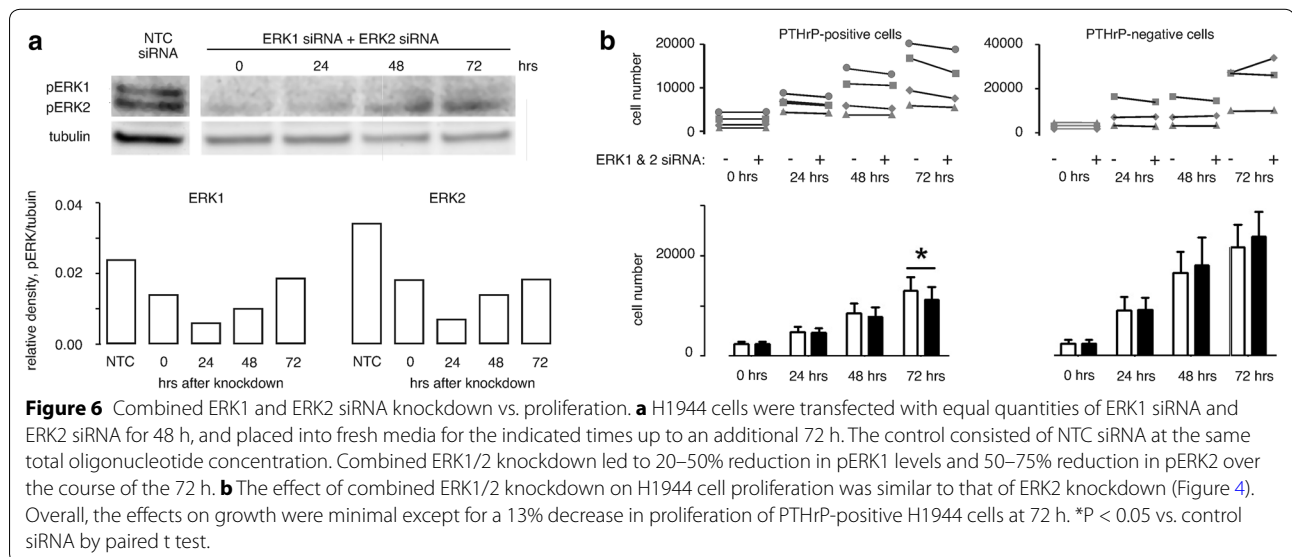 a
NTC
siRNA
ERK1 siRNA + ERK2 siRNA
0 24 48 72 hrs
pERK1
pERK2
tubulin
relative density, pERK/tubuin
ERK1
0.04
0.02
0.00
NTC 0 24 48 72
hrs after knockdown
ERK2
NTC 0 24 48 72
hrs after knockdown
b
PTHrP-positive cells
cell number
20000
10000
0
PTHrP-negative cells
40000
20000
0
ERK1 & 2 siRNA: - + - + - + - +
0 hrs 24 hrs 48 hrs 72 hrs
- + - + - + - +
0 hrs 24 hrs 48 hrs 72 hrs
cell number
20000
0
*
0 hrs 24 hrs 48 hrs 72 hrs
0 hrs 24 hrs 48 hrs 72 hrs
Figure 6 Combined ERK1 and ERK2 siRNA knockdown vs. proliferation. a H1944 cells were transfected with equal quantities of ERK1 siRNA and
ERK2 siRNA for 48 h, and placed into fresh media for the indicated times up to an additional 72 h. The control consisted of NTC siRNA at the same
total oligonucleotide concentration. Combined ERK1/2 knockdown led to 20–50% reduction in pERK1 levels and 50–75% reduction in pERK2 over
the course of the 72 h. b The effect of combined ERK1/2 knockdown on H1944 cell proliferation was similar to that of ERK2 knockdown (Figure 4).
Overall, the effects on growth were minimal except for a 13% decrease in proliferation of PTHrP-positive H1944 cells at 72 h. *P < 0.05 vs. control
siRNA by paired t test.